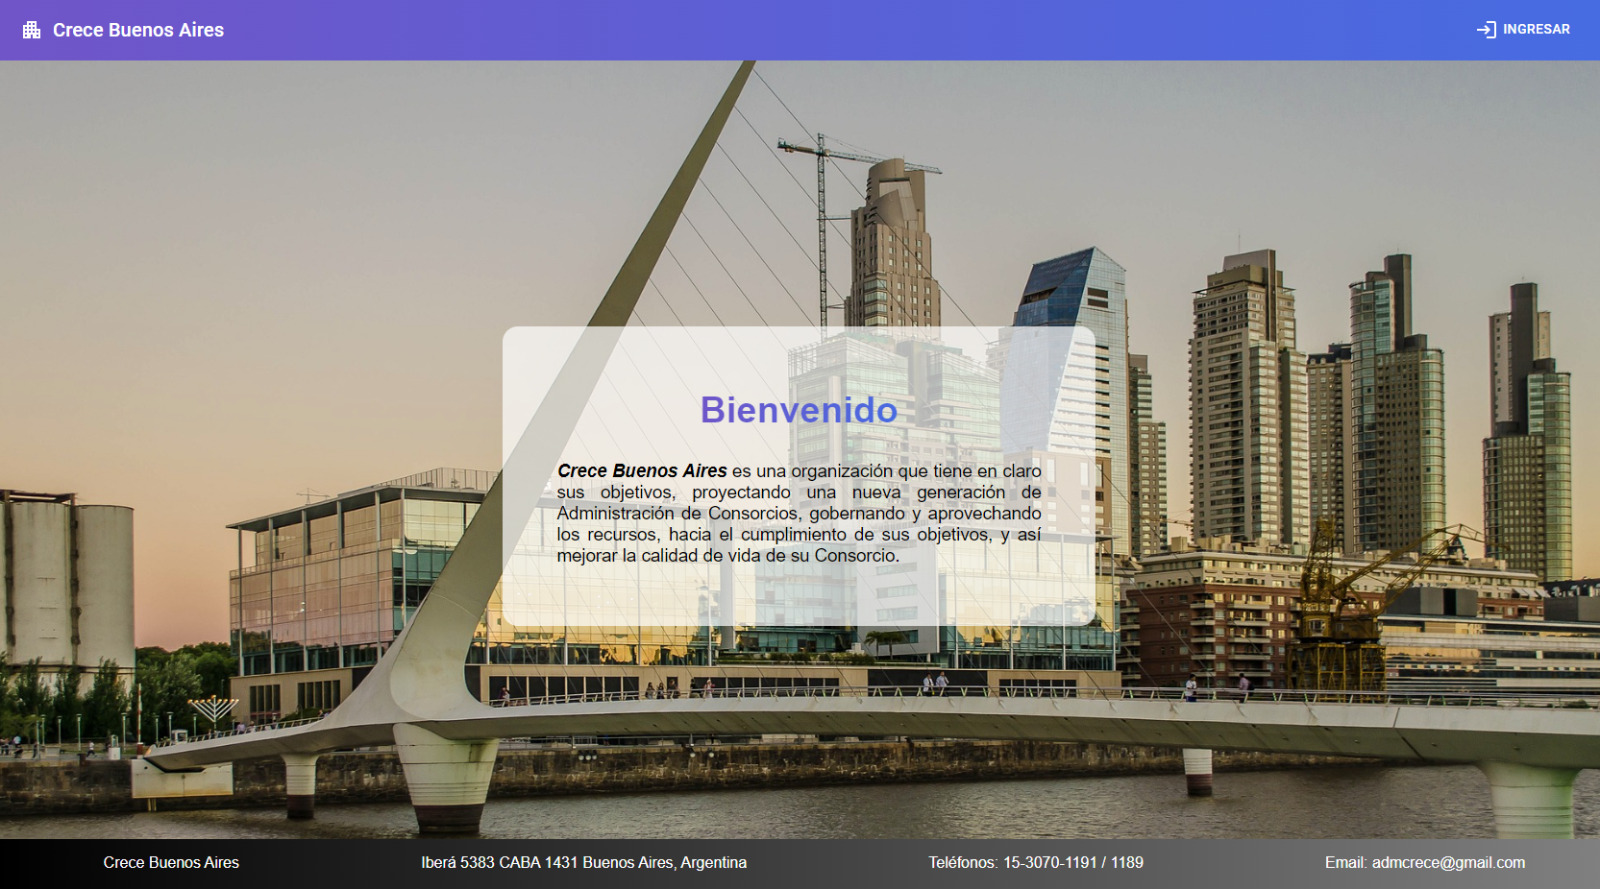 Crece Buenos Aires
INGRESAR
Bienvenido
Crece Buenos Aires es una organización que tiene en claro
sus objetivos, proyectando una nueva generación de
Administración de Consorcios, gobernando y aprovechando
los recursos, hacia el cumplimiento de sus objetivos, y así
mejorar la calidad de vida de su Consorcio.
Crece Buenos Aires
Iberá 5383 CABA 1431 Buenos Aires, Argentina
Teléfonos: 15-3070-1191 / 1189
Email: admcrece@gmail.com